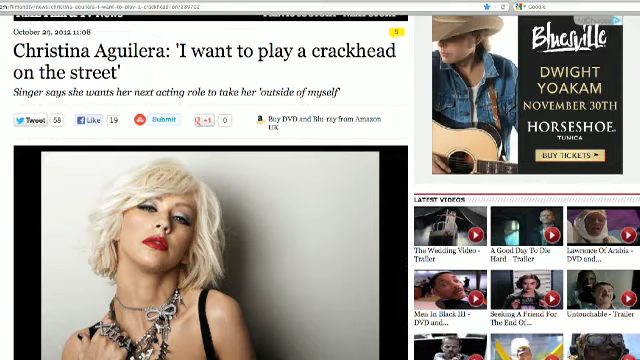 October 29, 2012 11:08
5
Christina Aguilera: 'I want to play a crackhead
on the street'
Singer says she wants her next acting role to take her 'outside of myself'
Tweet 58
Like 19
Submit
+1 0
Buy DVD and Blu-ray from Amazon
UK
Google
Bluesville
DWIGHT
YOAKAM
NOVEMBER 30TH
HORSESHOE.
TUNICA
BUY TICKETS
LATEST VIDEOS
The Wedding Video -
Trailer
A Good Day To Die
Hard - Trailer
Lawrence Of Arabia -
DVD and...
Men In Black III -
DVD and...
Seeking A Friend For
The End Of...
Untouchable - Trailer